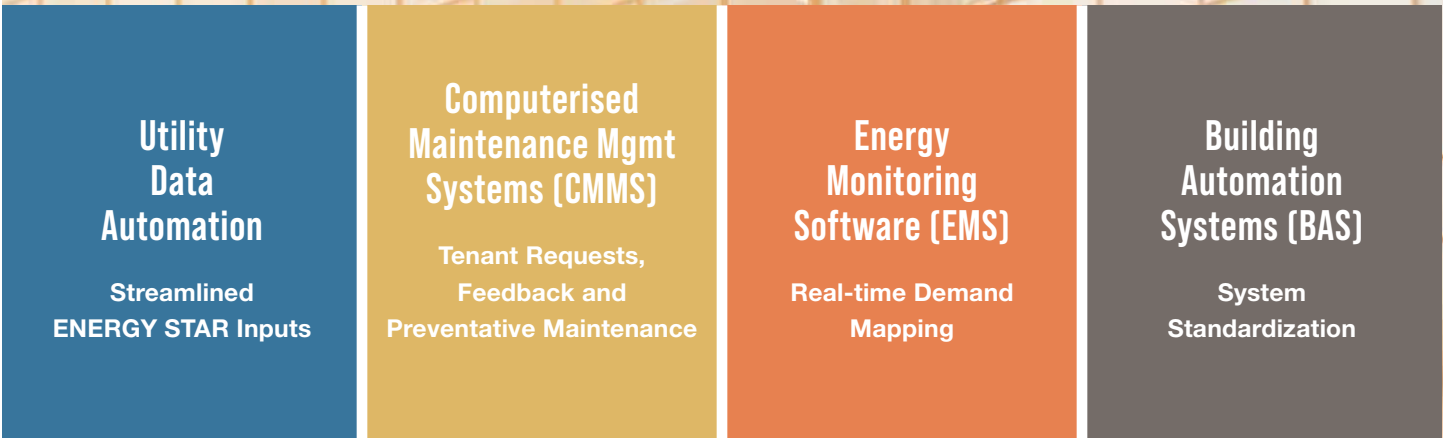 Utility
Data
Automation
Streamlined
ENERGY STAR Inputs
Computerised
Maintenance Mgmt
Systems (CMMS)
Tenant Requests,
Feedback and
Preventative Maintenance
Energy
Monitoring
Software (EMS)
Real-time Demand
Mapping
Building
Automation
Systems (BAS)
System
Standardization